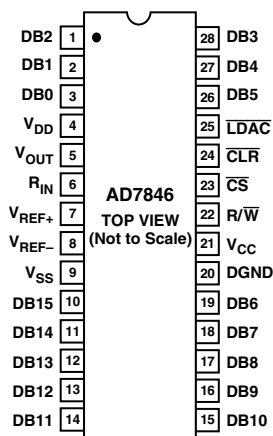 DB2 1 28 DB3
DB1 2 27 DB4
DB0 3 26 DB5
VDD 4 25 LDAC
VOUT 5 24 CLR
RIN 6 23 CS
AD7846
VREF+ 7 22 R/W
TOP VIEW
VREF– 8 21 VCC
(Not to Scale)
VSS 9 20 DGND
DB15 10 19 DB6
DB14 11 18 DB7
DB13 12 17 DB8
DB12 13 16 DB9
DB11 14 15 DB10